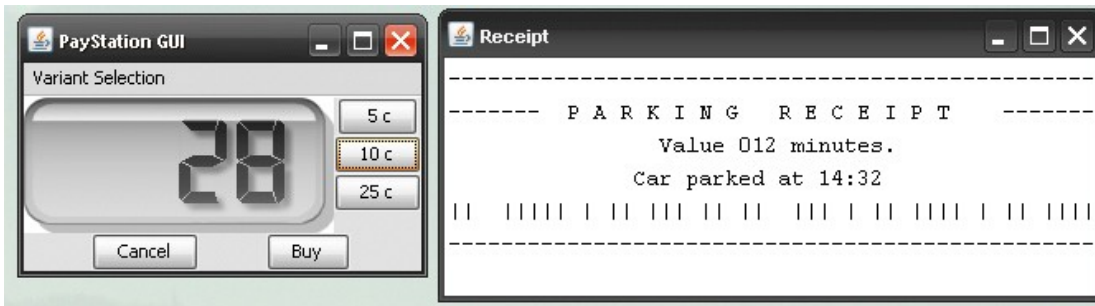 PayStation GUI
Variant Selection
28
5 c
10 c
25 c
Cancel
Buy
Receipt
-------------------------------------------------
------- P A R K I N G   R E C E I P T -------
Value 012 minutes.
Car parked at 14:32
|| ||||| | || ||| || || ||| | || |||| | || ||||
-------------------------------------------------